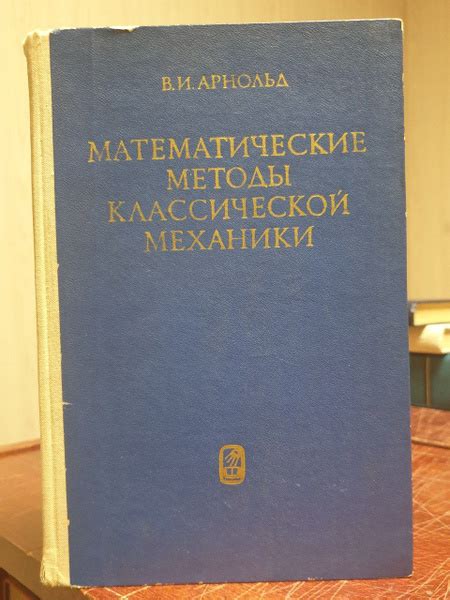 В.И. АРНОЛЬД
МАТЕМАТИЧЕСКИЕ
МЕТОДЫ
КЛАССИЧЕСКОЙ
МЕХАНИКИ